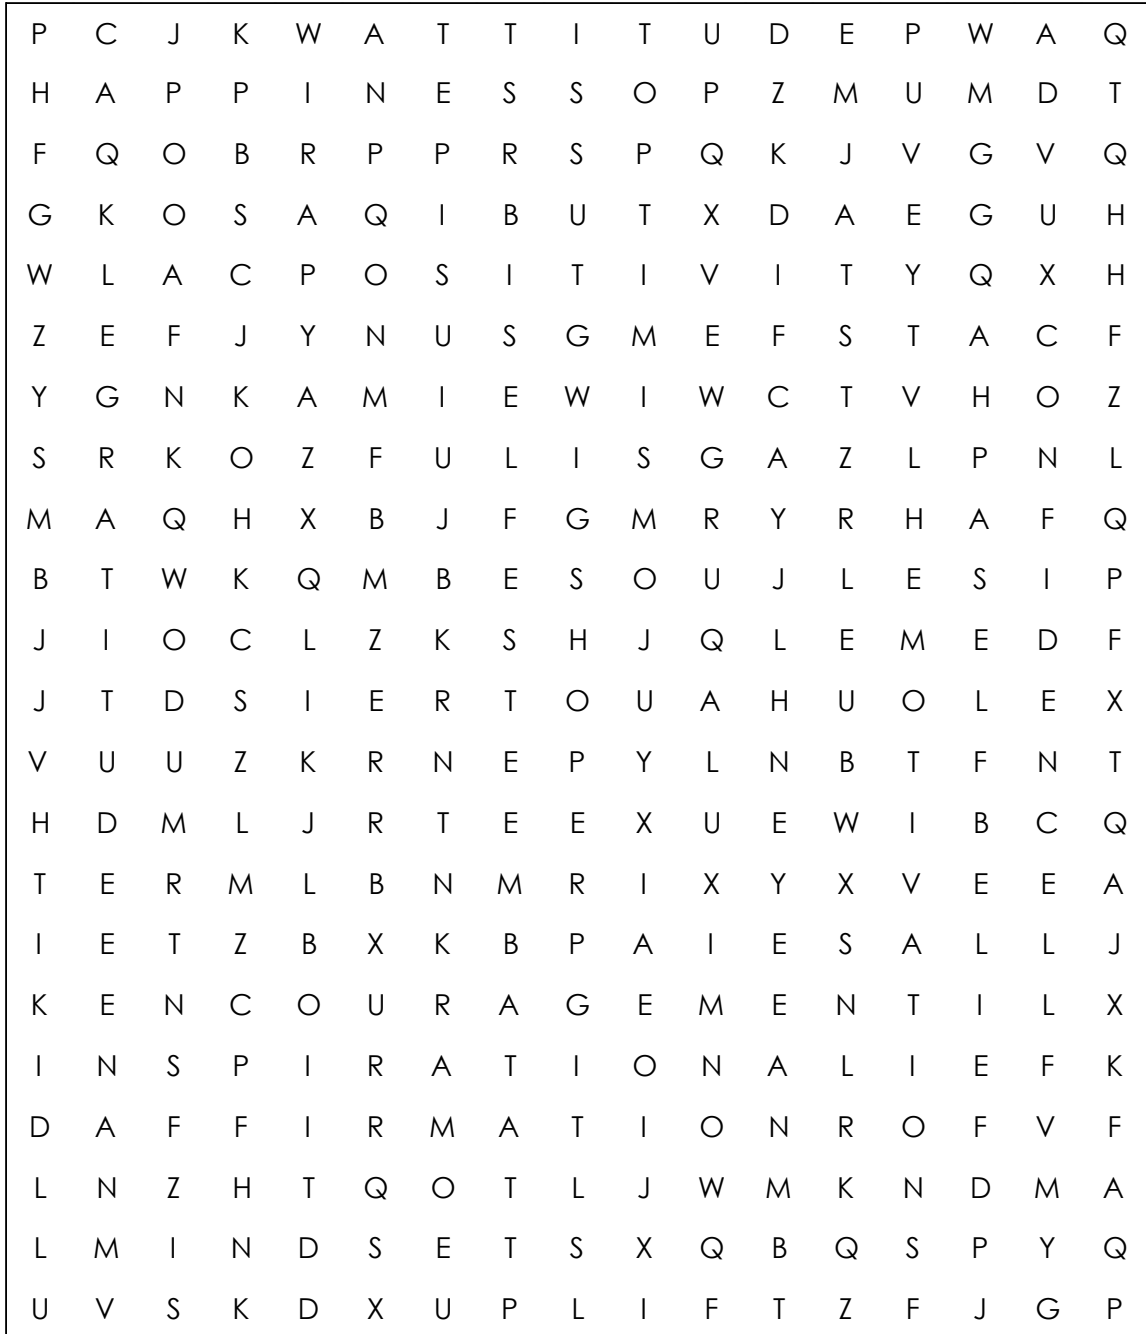 P C J K W A T T I T U D E P W A Q
H A P P I N E S S O P Z M U M D T
F Q O B R P P R S P Q K J V G V Q
G K O S A Q I B U T X D A E G U H
W L A C P O S I T I V I T Y Q X H
Z E F J Y N U S G M E F S T A C F
Y G N K A M I E W I W C T V H O Z
S R K O Z F U L I S G A Z L P N L
M A Q H X B J F G M R Y R H A F Q
B T W K Q M B E S O U J L E S I P
J I O C L Z K S H J Q L E M E D F
J T D S I E R T O U A H U O L E X
V U U Z K R N E P Y L N B T F N T
H D M L J R T E E X U E W I B C Q
T E R M L B N M R I X Y X V E E A
I E T Z B X K B P A I E S A L L J
K E N C O U R A G E M E N T I L X
I N S P I R A T I O N A L I E F K
D A F F I R M A T I O N R O F V F
L N Z H T Q O T L J W M K N D M A
L M I N D S E T S X Q B Q S P Y Q
U V S K D X U P L I F T Z F J G P